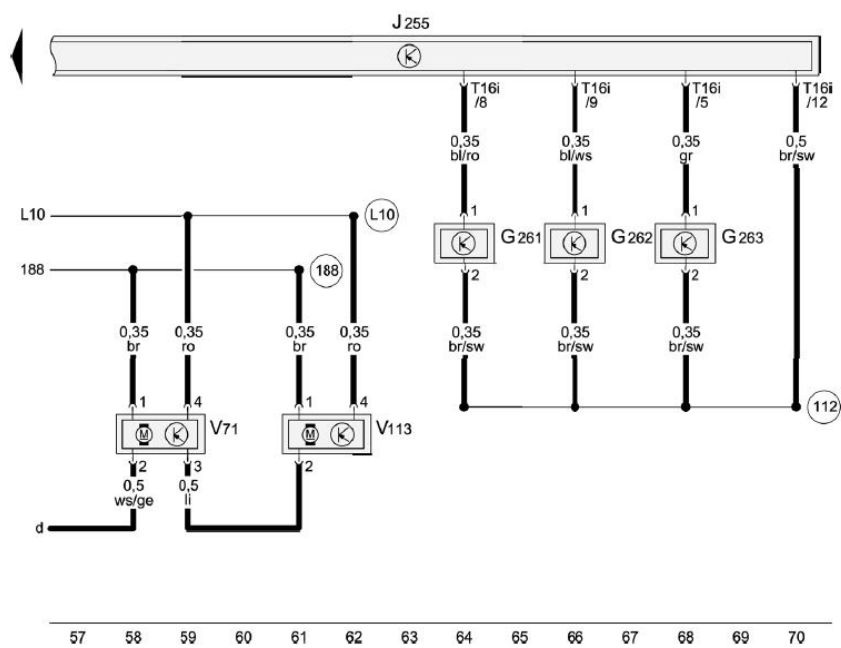 J255
T16i /8
T16i /9
T16i /5
T16i /12
0,35 bl/ro
0,35 bl/ws
0,35 gr
0,5 br/sw
L10
L10
1
1
1
G261
G262
G263
188
188
2
2
2
0,35 br
0,35 ro
0,35 br
0,35 ro
0,35 br/sw
0,35 br/sw
0,35 br/sw
1
4
1
4
112
M
V71
M
V113
2
3
2
0,5 ws/ge
0,5 li
d
57 58 59 60 61 62 63 64 65 66 67 68 69 70